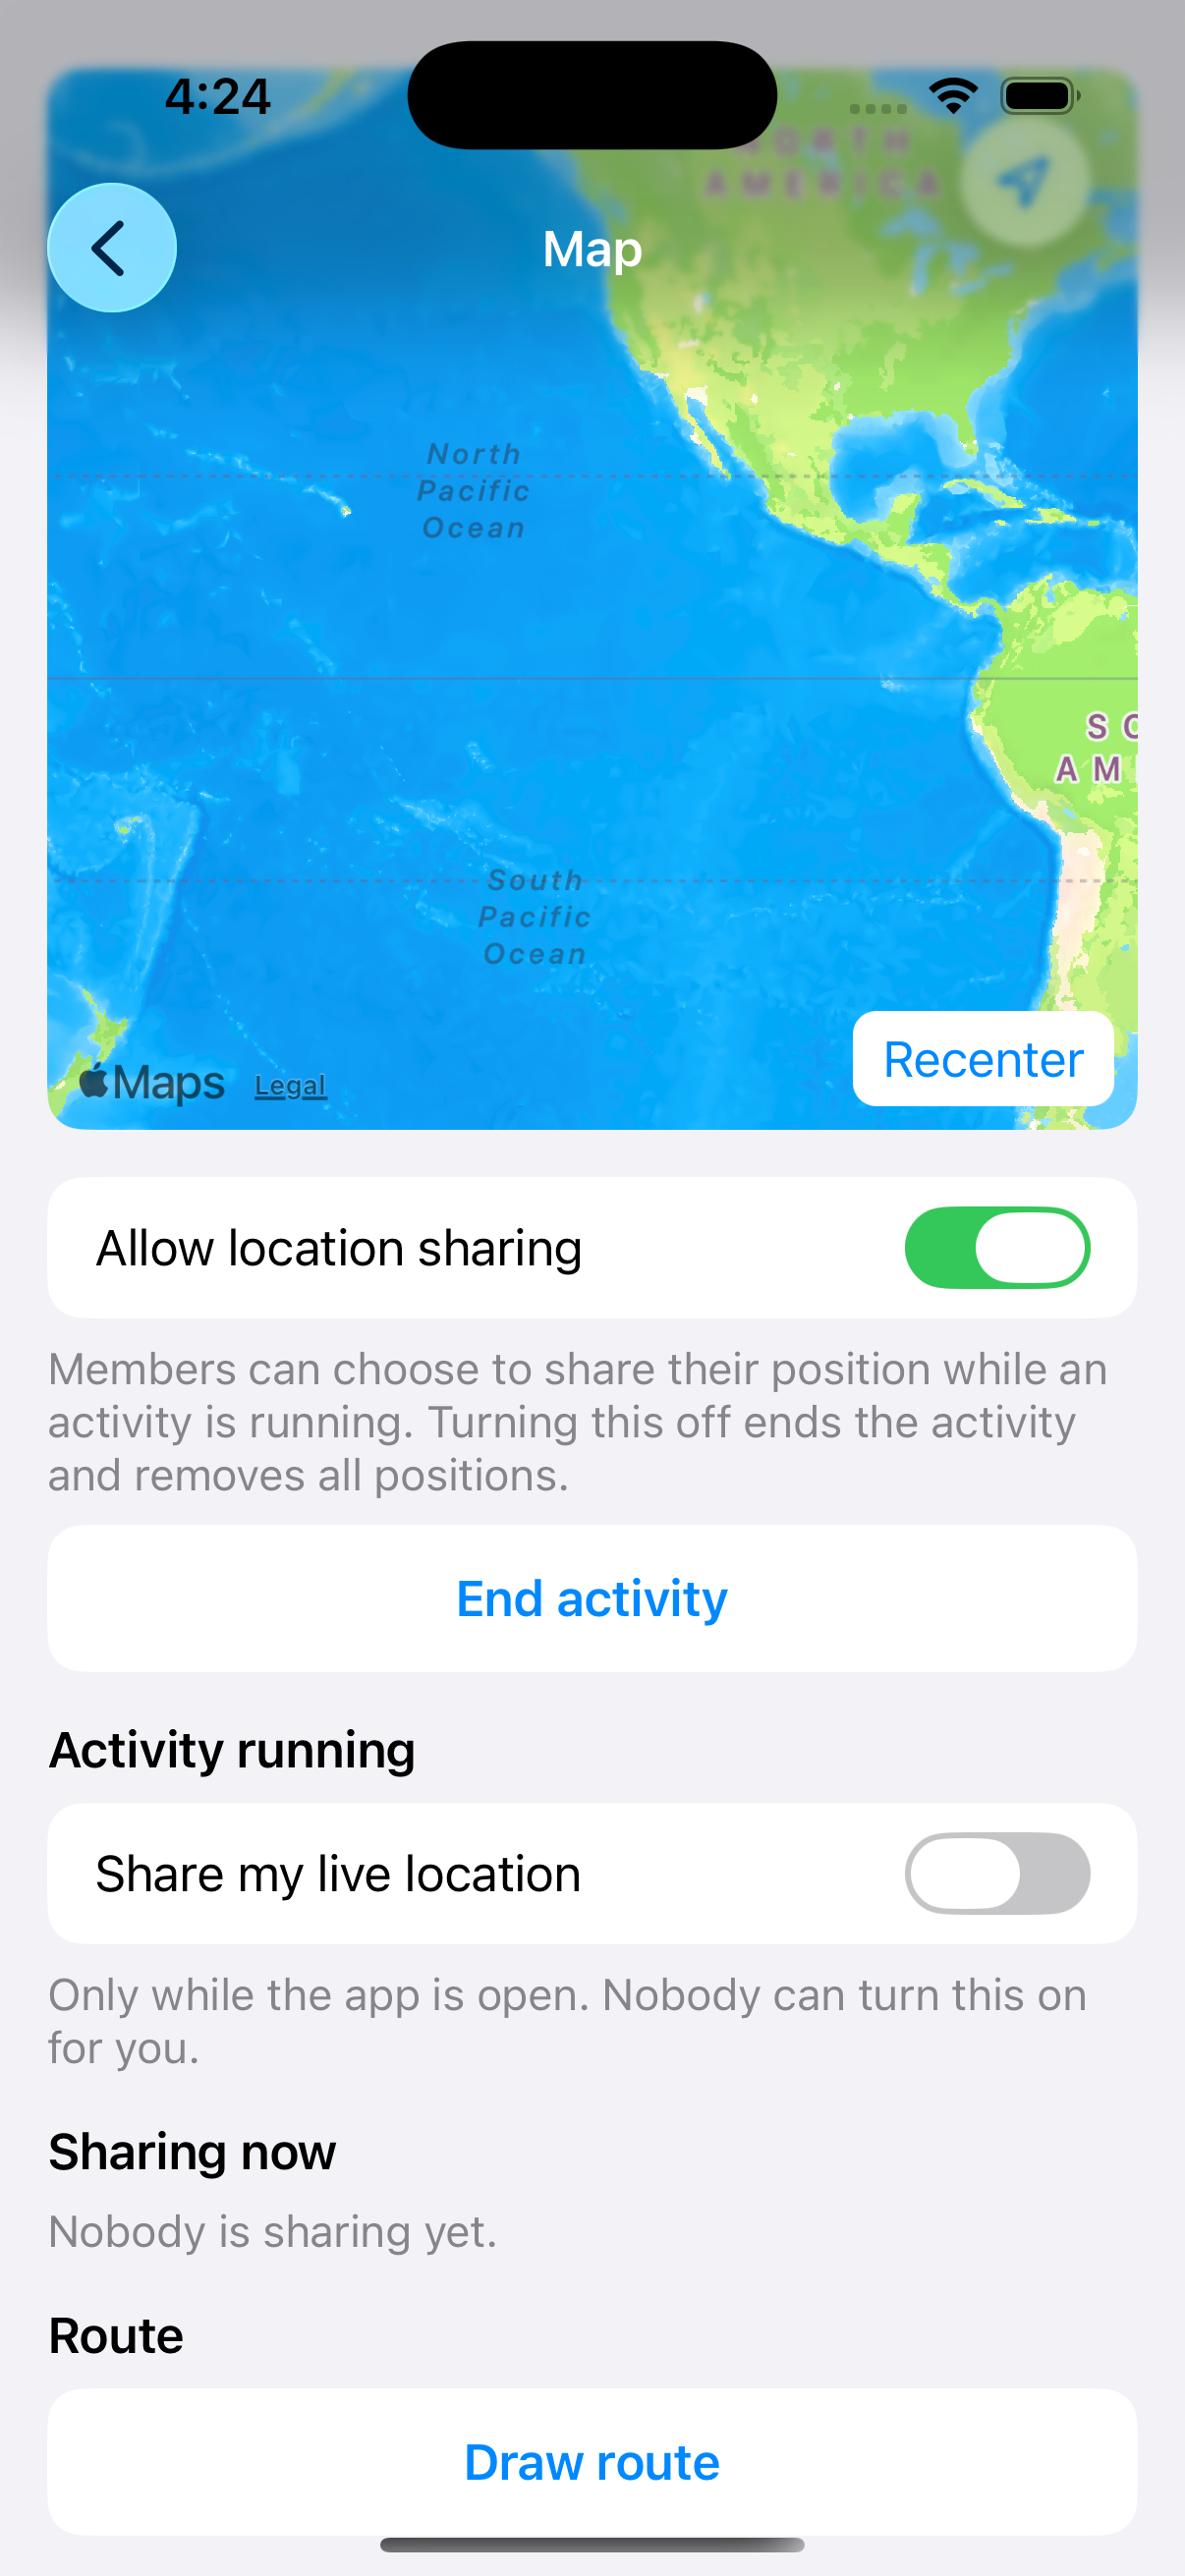 4:24
NORTH
AMERICA
Map
North
Pacific
Ocean
S
AM
South
Pacific
Ocean
Maps
Legal
Recenter
Allow location sharing
Members can choose to share their position while an
activity is running. Turning this off ends the activity
and removes all positions.
End activity
Activity running
Share my live location
Only while the app is open. Nobody can turn this on
for you.
Sharing now
Nobody is sharing yet.
Route
Draw route